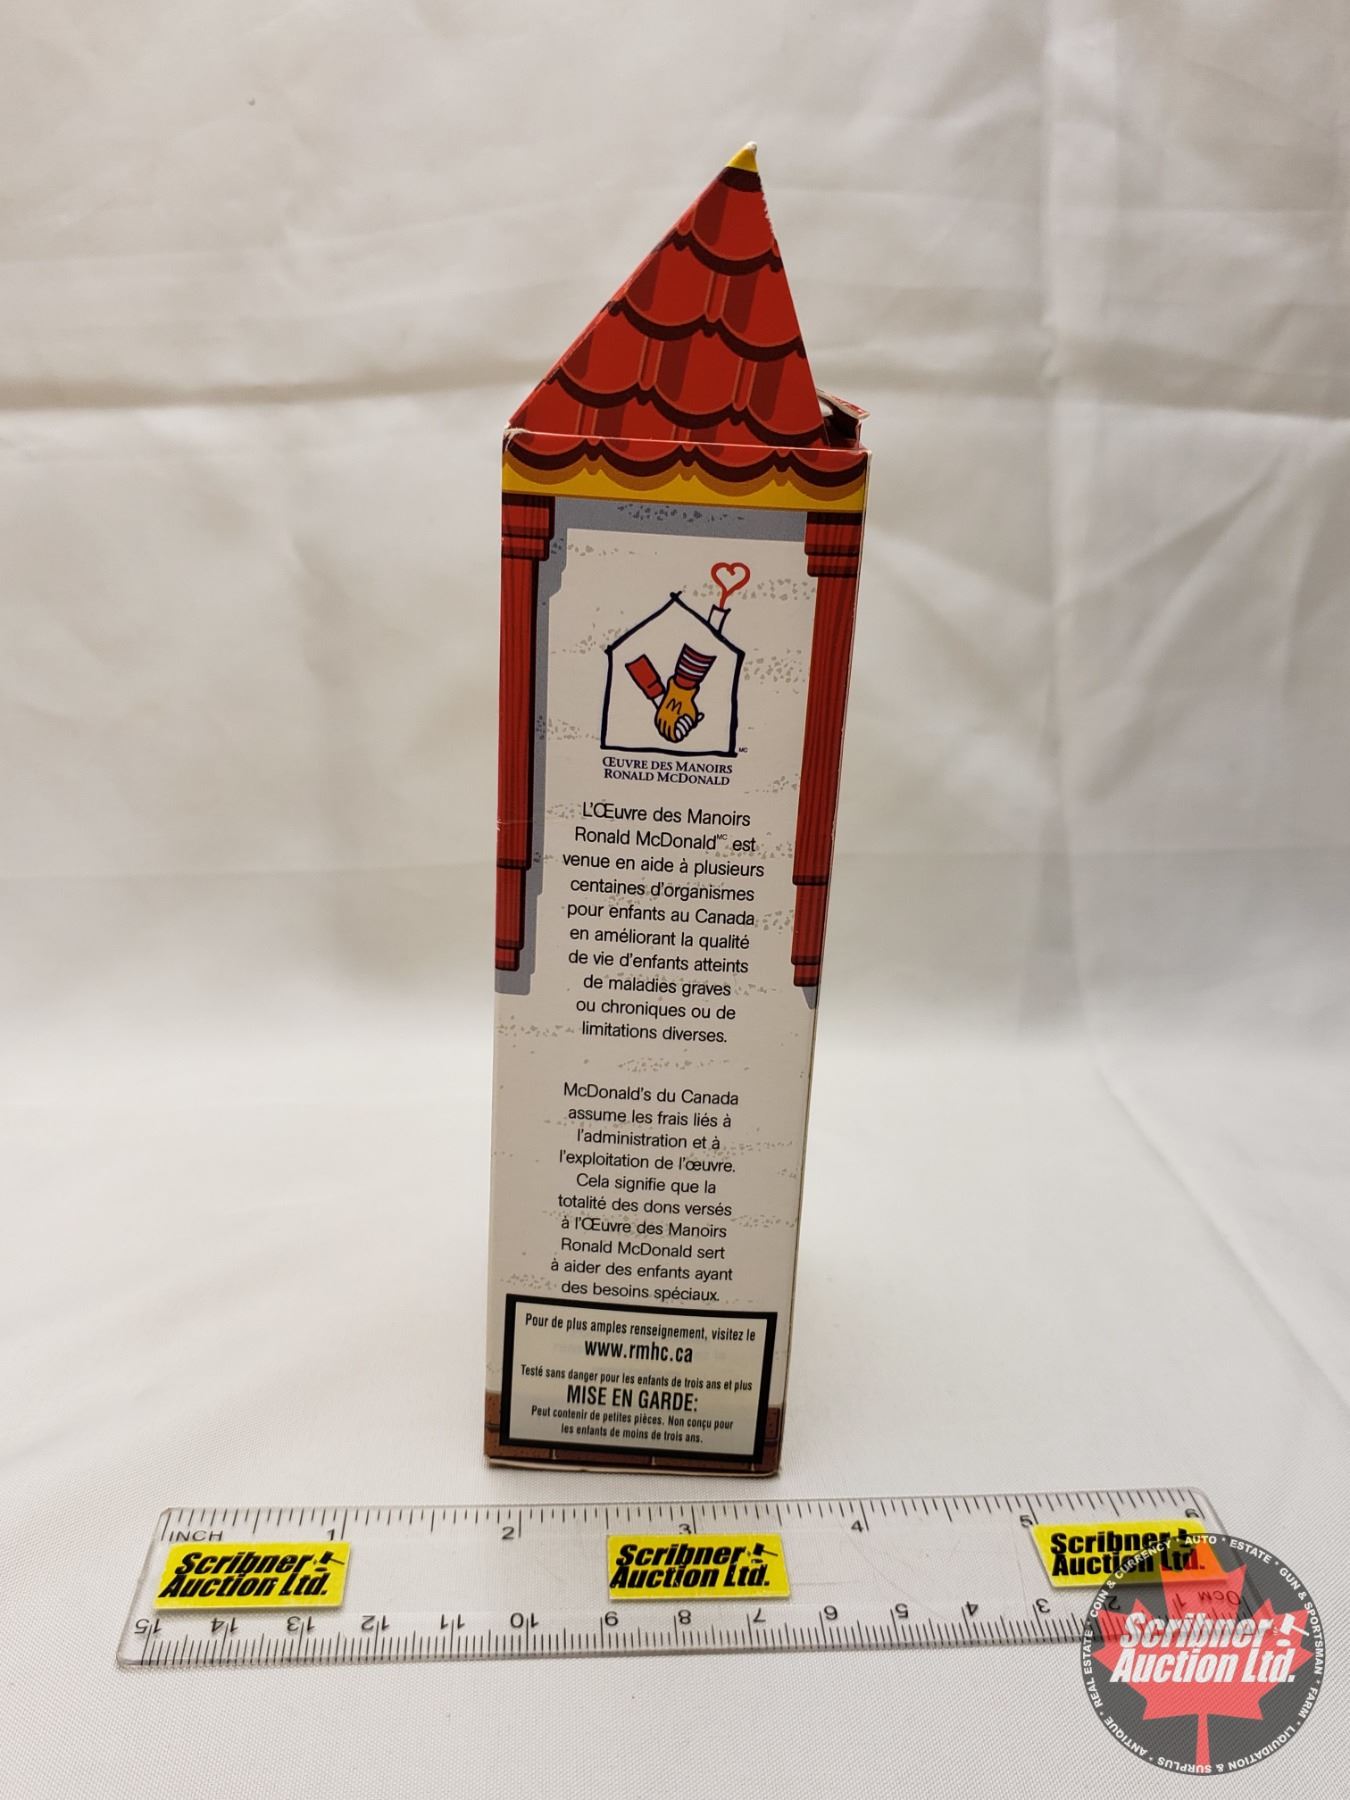 M
MC
ŒUVRE DES MANOIRS
RONALD MCDONALD
L'Œuvre des Manoirs
Ronald McDonald MC est
venue en aide à plusieurs
centaines d'organismes
pour enfants au Canada
en améliorant la qualité
de vie d'enfants atteints
de maladies graves
ou chroniques ou de
limitations diverses.
McDonald's du Canada
assume les frais liés à
l'administration et à
l'exploitation de l'œuvre.
Cela signifie que la
totalité des dons versés
à l'Œuvre des Manoirs
Ronald McDonald sert
à aider des enfants ayant
des besoins spéciaux.
Pour de plus amples renseignement, visitez le
www.rmhc.ca
Testé sans danger pour les enfants de trois ans et plus
MISE EN GARDE:
Peut contenir de petites pièces. Non conçu pour
les enfants de moins de trois ans.
INCH 1 2 3 4 5 6
Scribner
Auction Ltd.
Scribner
Auction Ltd.
Scribner
Auction Ltd.
15 14 13 12 11 10 9 8 7 6 5 4 3 2 1 0CM
COIN & CURRENCY * AUTO * ESTATE * GUN & SPORTSMAN * FARM * LIQUIDATION & SURPLUS * ANTIQUE * REAL ESTATE *
Scribner
Auction Ltd.